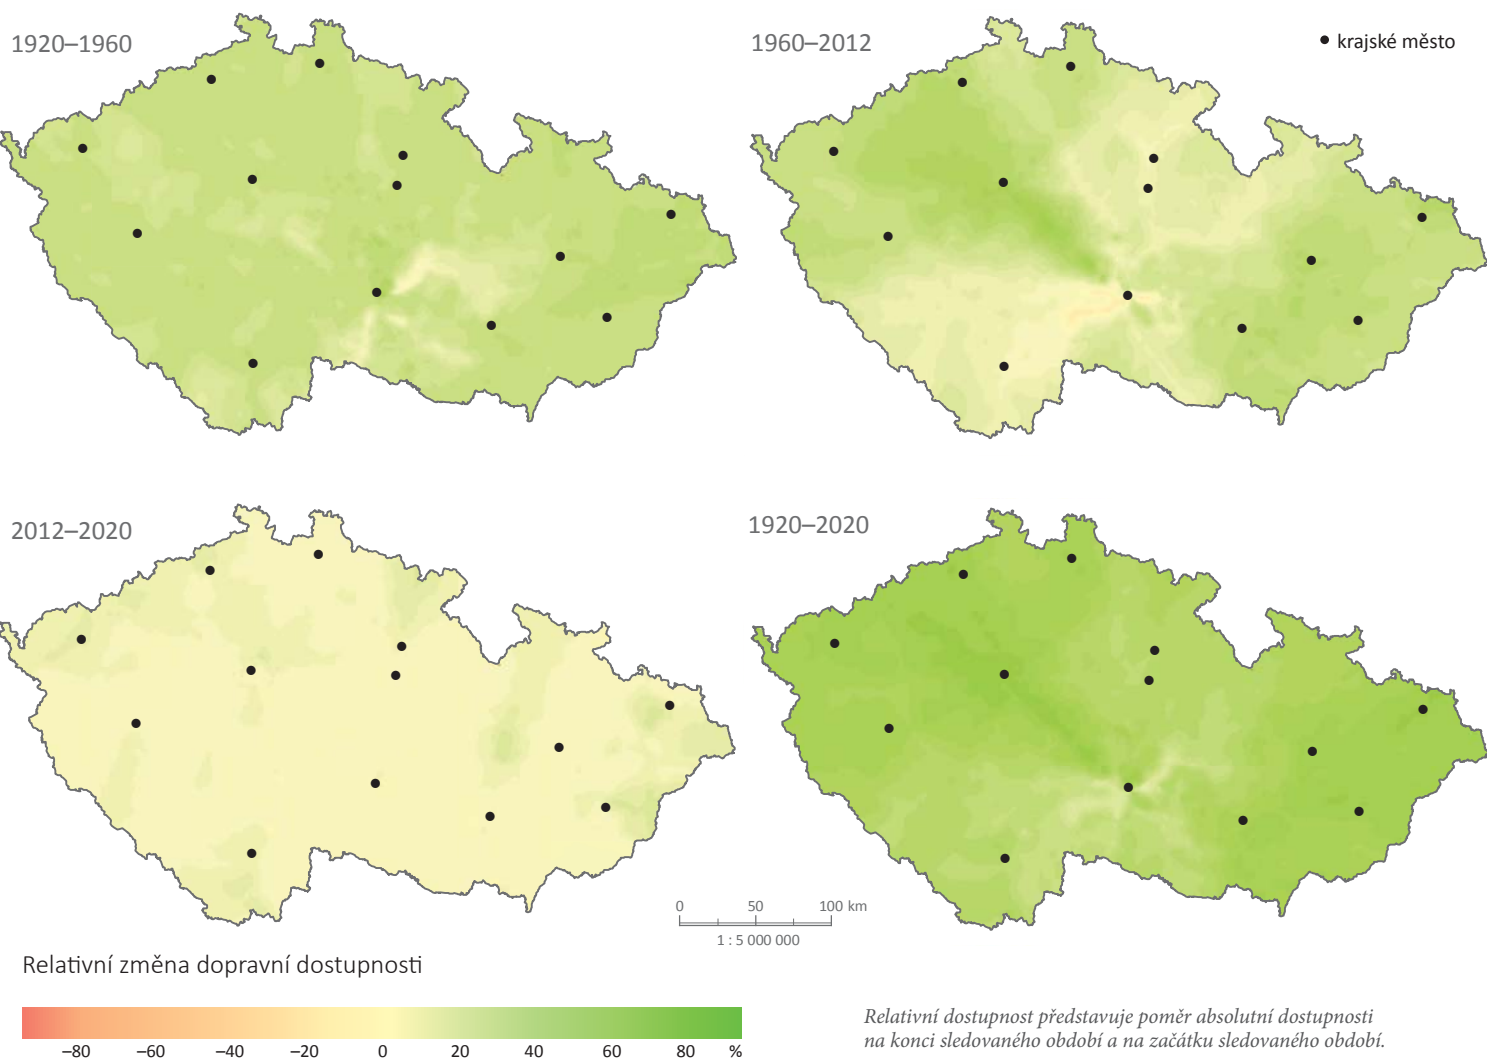 1920–1960
1960–2012
krajské město
2012–2020
1920–2020
0 50 100 km
1 : 5 000 000
Relativní změna dopravní dostupnosti
−80 −60 −40 −20 0 20 40 60 80 %
Relativní dostupnost představuje poměr absolutní dostupnosti
na konci sledovaného období a na začátku sledovaného období.